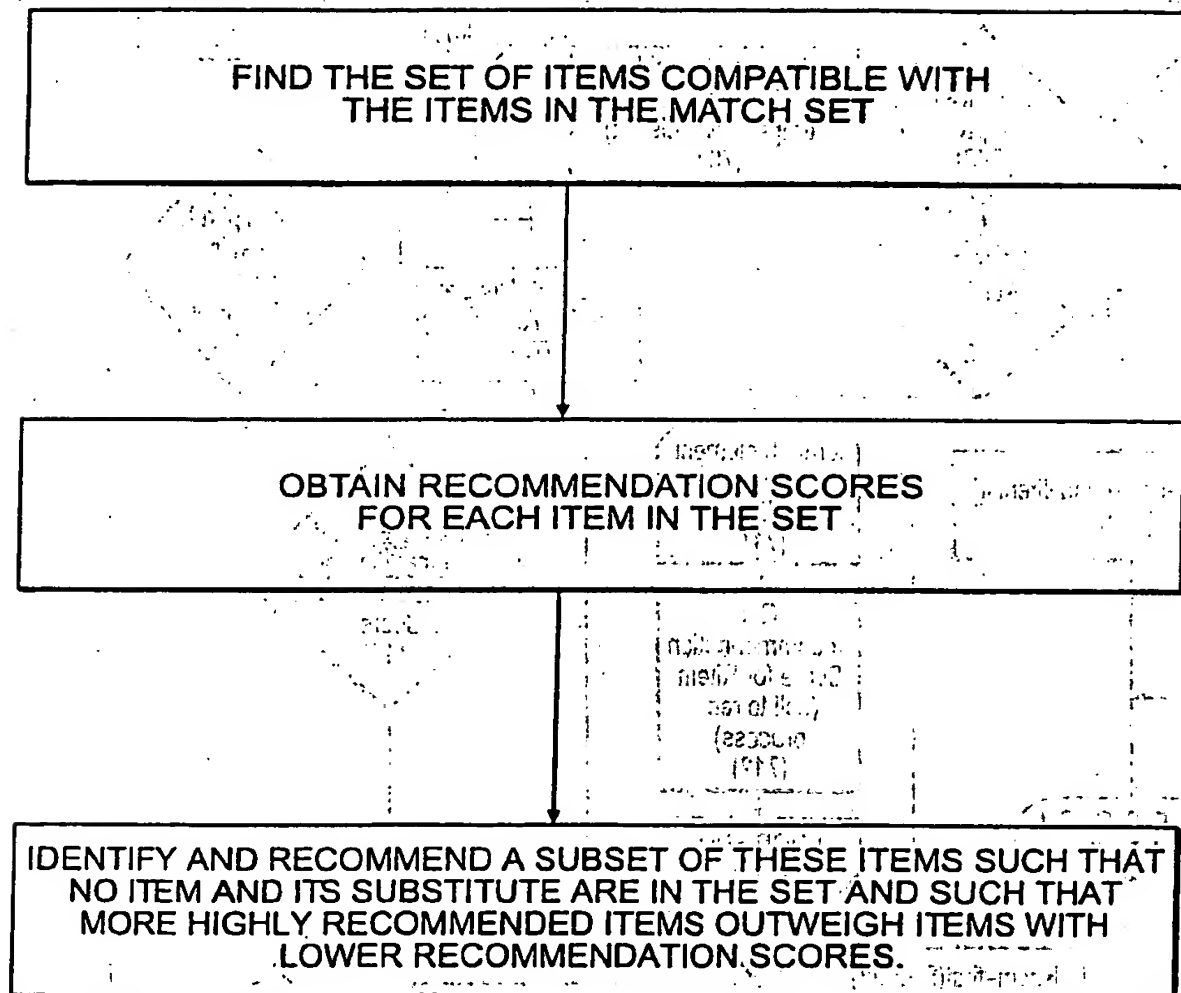 FIND THE SET OF ITEMS COMPATIBLE WITH
THE ITEMS IN THE MATCH SET
OBTAIN RECOMMENDATION SCORES
FOR EACH ITEM IN THE SET
IDENTIFY AND RECOMMEND A SUBSET OF THESE ITEMS SUCH THAT
NO ITEM AND ITS SUBSTITUTE ARE IN THE SET AND SUCH THAT
MORE HIGHLY RECOMMENDED ITEMS OUTWEIGH ITEMS WITH
LOWER RECOMMENDATION SCORES.